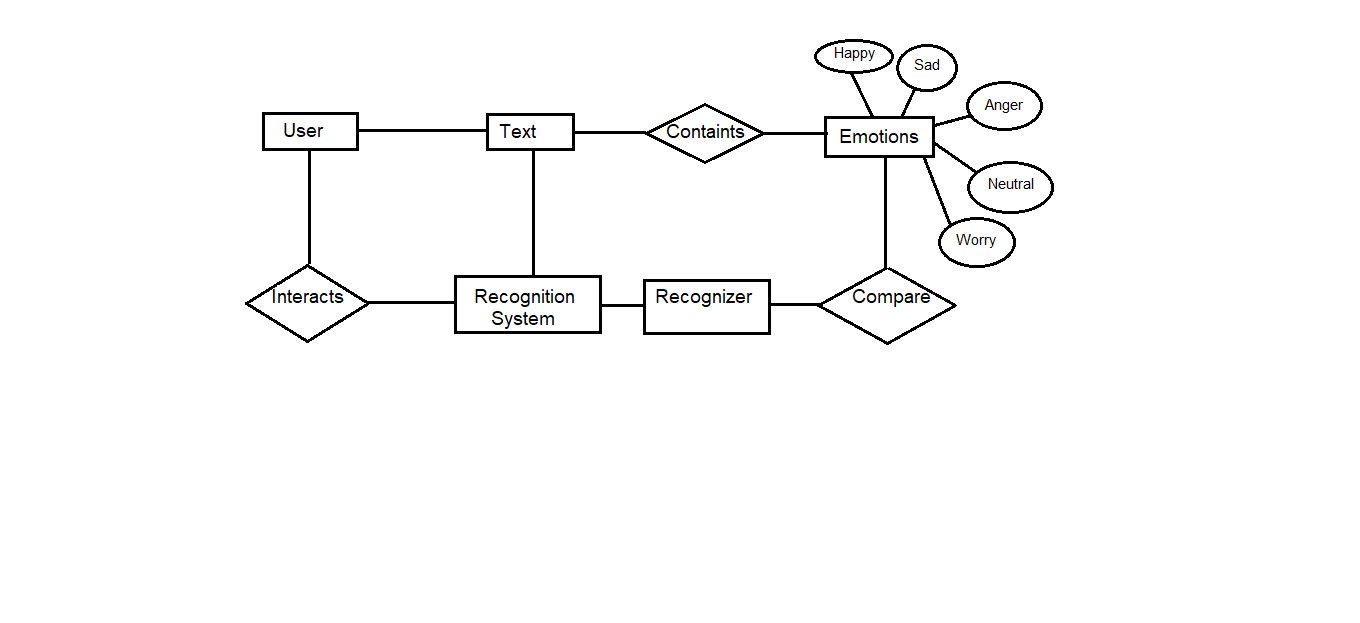 Happy
Sad
Anger
User
Text
Containts
Emotions
Neutral
Worry
Interacts
Recognition
System
Recognizer
Compare